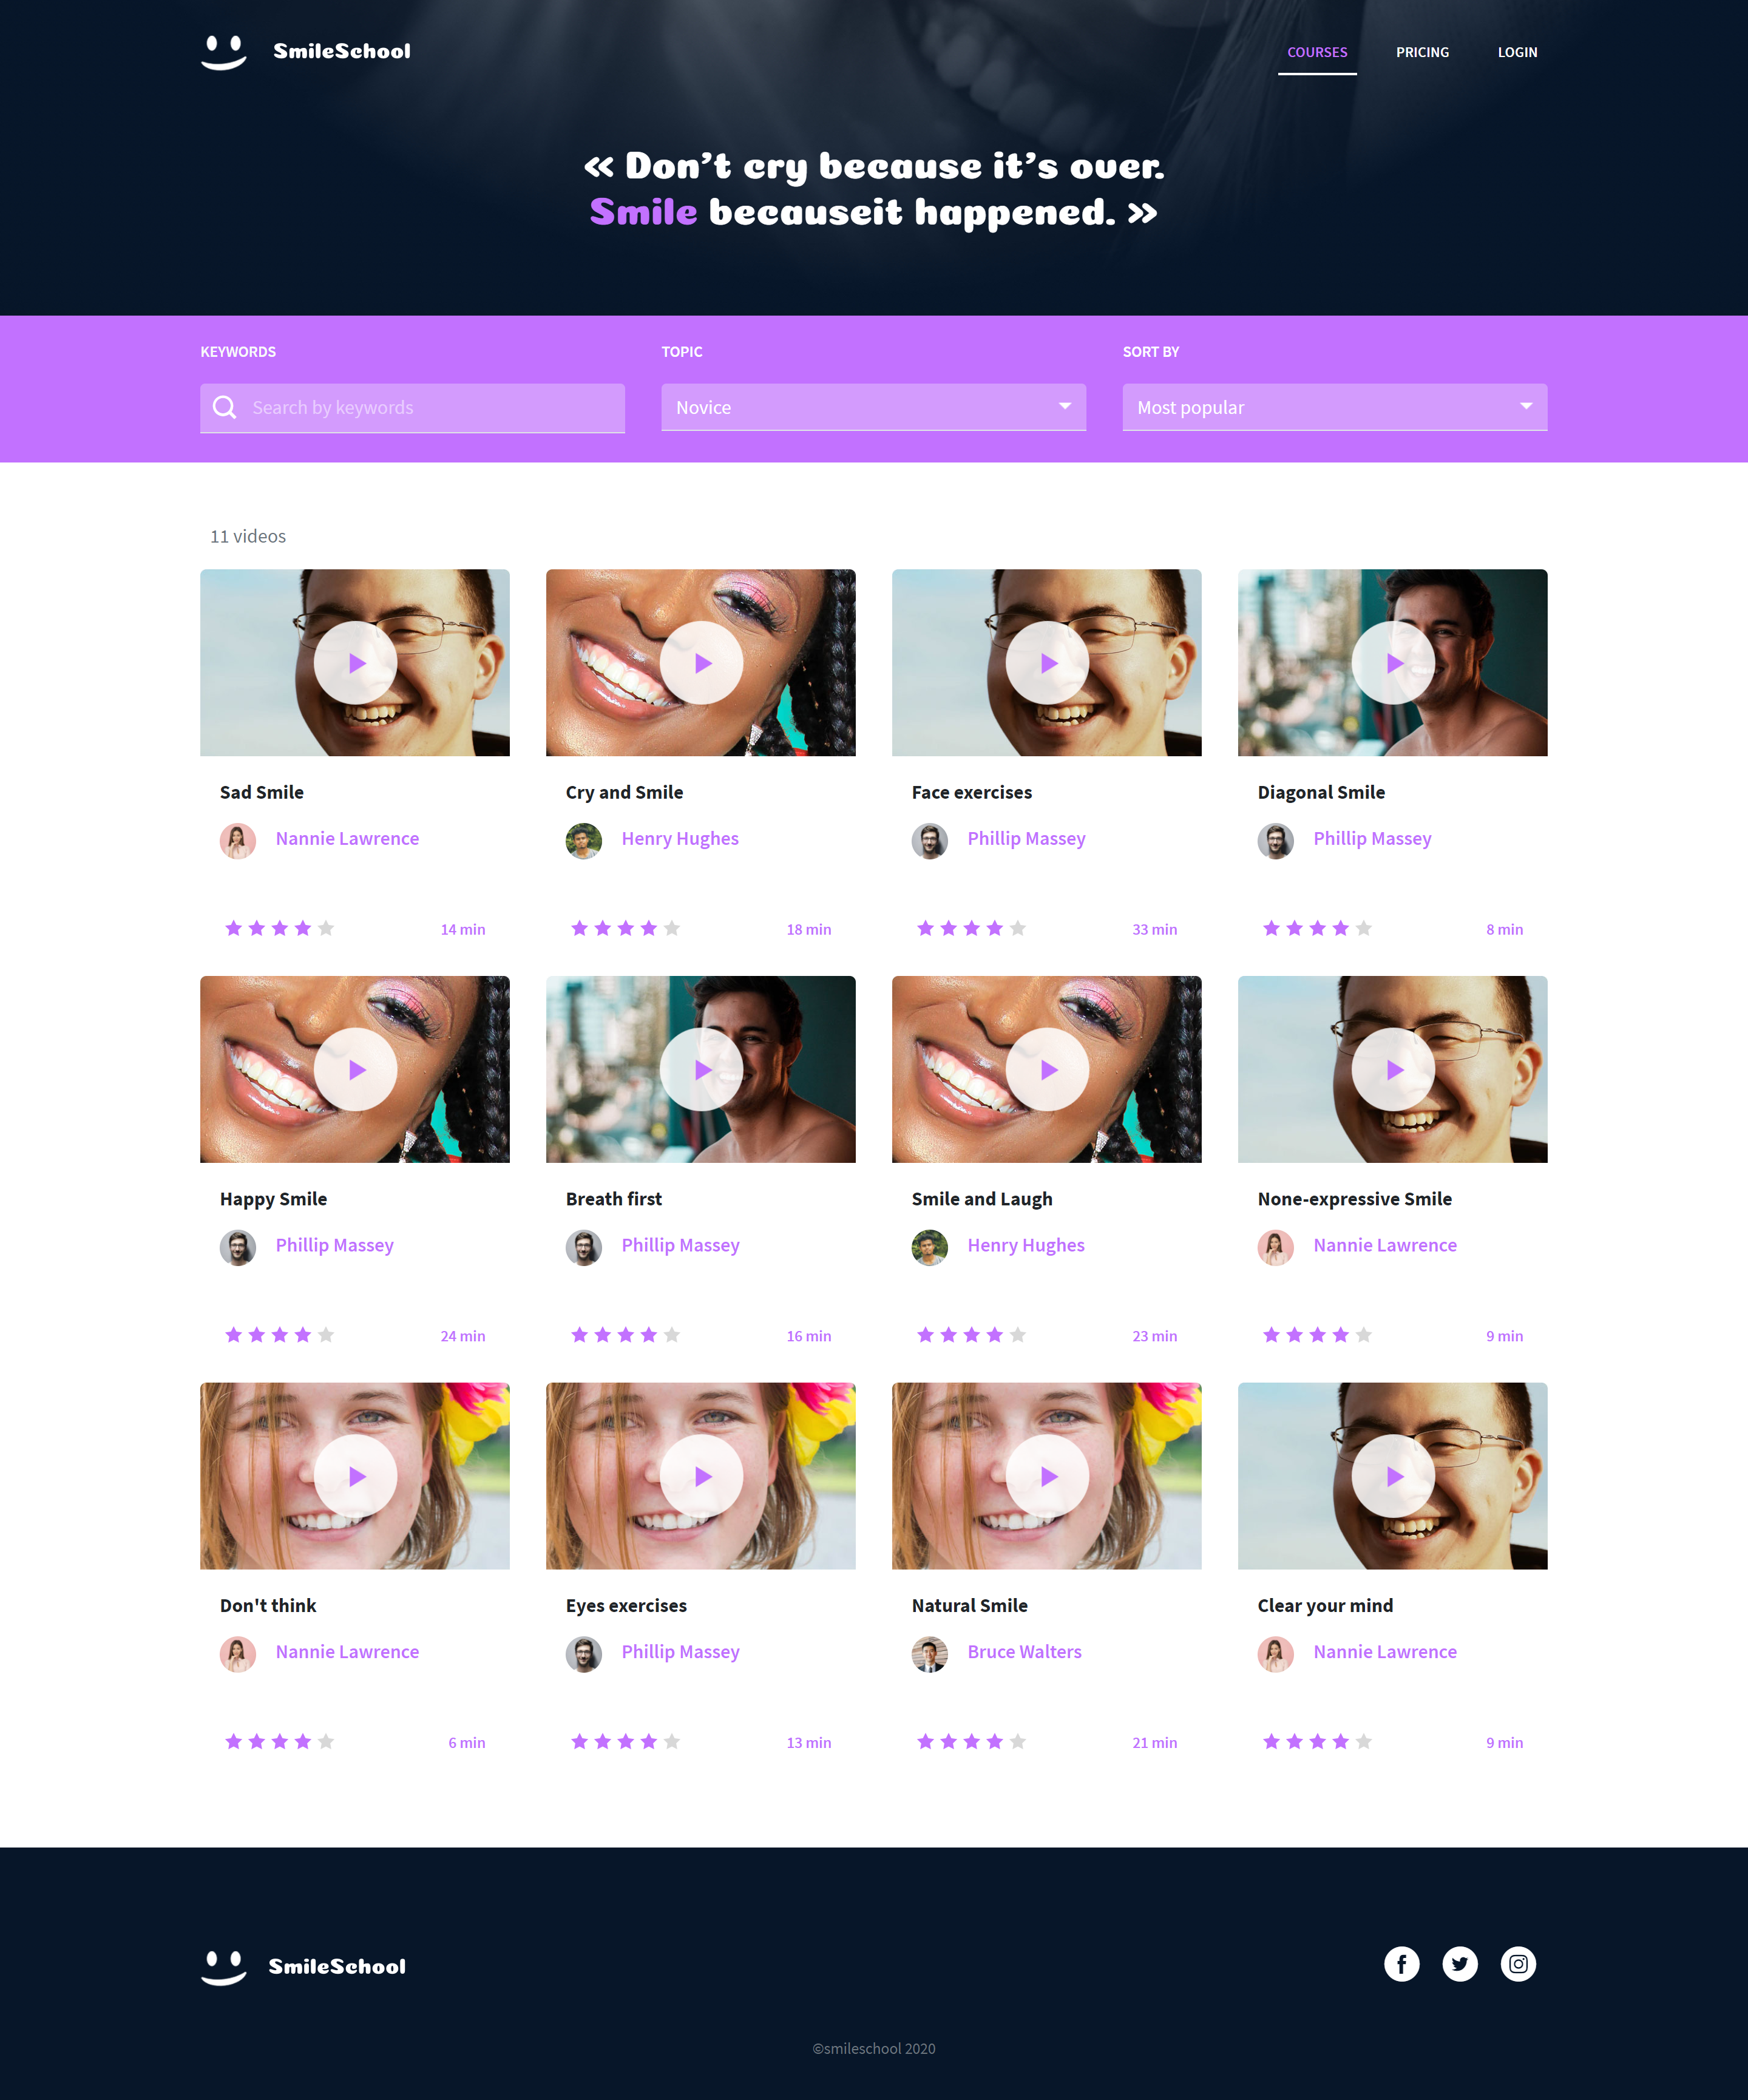 SmileSchool
COURSES
PRICING
LOGIN
« Don’t cry because it’s over.
Smile becauseit happened. »
KEYWORDS
TOPIC
SORT BY
Search by keywords
Novice
Most popular
11 videos
Sad Smile
Nannie Lawrence
14 min
Cry and Smile
Henry Hughes
18 min
Face exercises
Phillip Massey
33 min
Diagonal Smile
Phillip Massey
8 min
Happy Smile
Phillip Massey
24 min
Breath first
Phillip Massey
16 min
Smile and Laugh
Henry Hughes
23 min
None-expressive Smile
Nannie Lawrence
9 min
Don't think
Nannie Lawrence
6 min
Eyes exercises
Phillip Massey
13 min
Natural Smile
Bruce Walters
21 min
Clear your mind
Nannie Lawrence
9 min
SmileSchool
©smileschool 2020